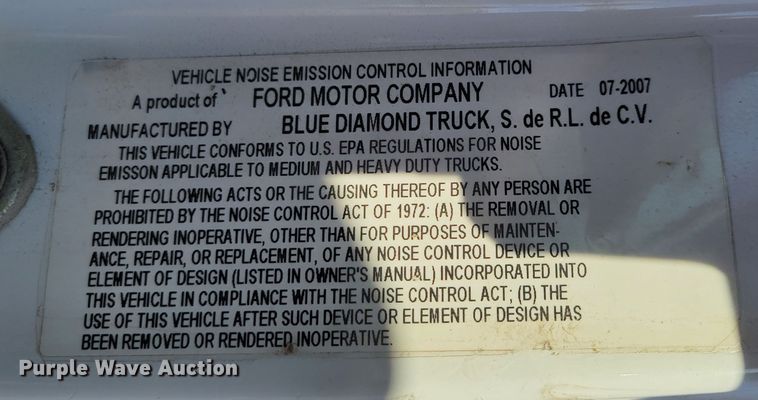 VEHICLE NOISE EMISSION CONTROL INFORMATION
A product of FORD MOTOR COMPANY DATE 07-2007
MANUFACTURED BY BLUE DIAMOND TRUCK, S. de R.L. de C.V.
THIS VEHICLE CONFORMS TO U.S. EPA REGULATIONS FOR NOISE
EMISSON APPLICABLE TO MEDIUM AND HEAVY DUTY TRUCKS.
THE FOLLOWING ACTS OR THE CAUSING THEREOF BY ANY PERSON ARE
PROHIBITED BY THE NOISE CONTROL ACT OF 1972: (A) THE REMOVAL OR
RENDERING INOPERATIVE, OTHER THAN FOR PURPOSES OF MAINTEN-
ANCE, REPAIR, OR REPLACEMENT, OF ANY NOISE CONTROL DEVICE OR
ELEMENT OF DESIGN (LISTED IN OWNER'S MANUAL) INCORPORATED INTO
THIS VEHICLE IN COMPLIANCE WITH THE NOISE CONTROL ACT; (B) THE
USE OF THIS VEHICLE AFTER SUCH DEVICE OR ELEMENT OF DESIGN HAS
BEEN REMOVED OR RENDERED INOPERATIVE.
Purple Wave Auction